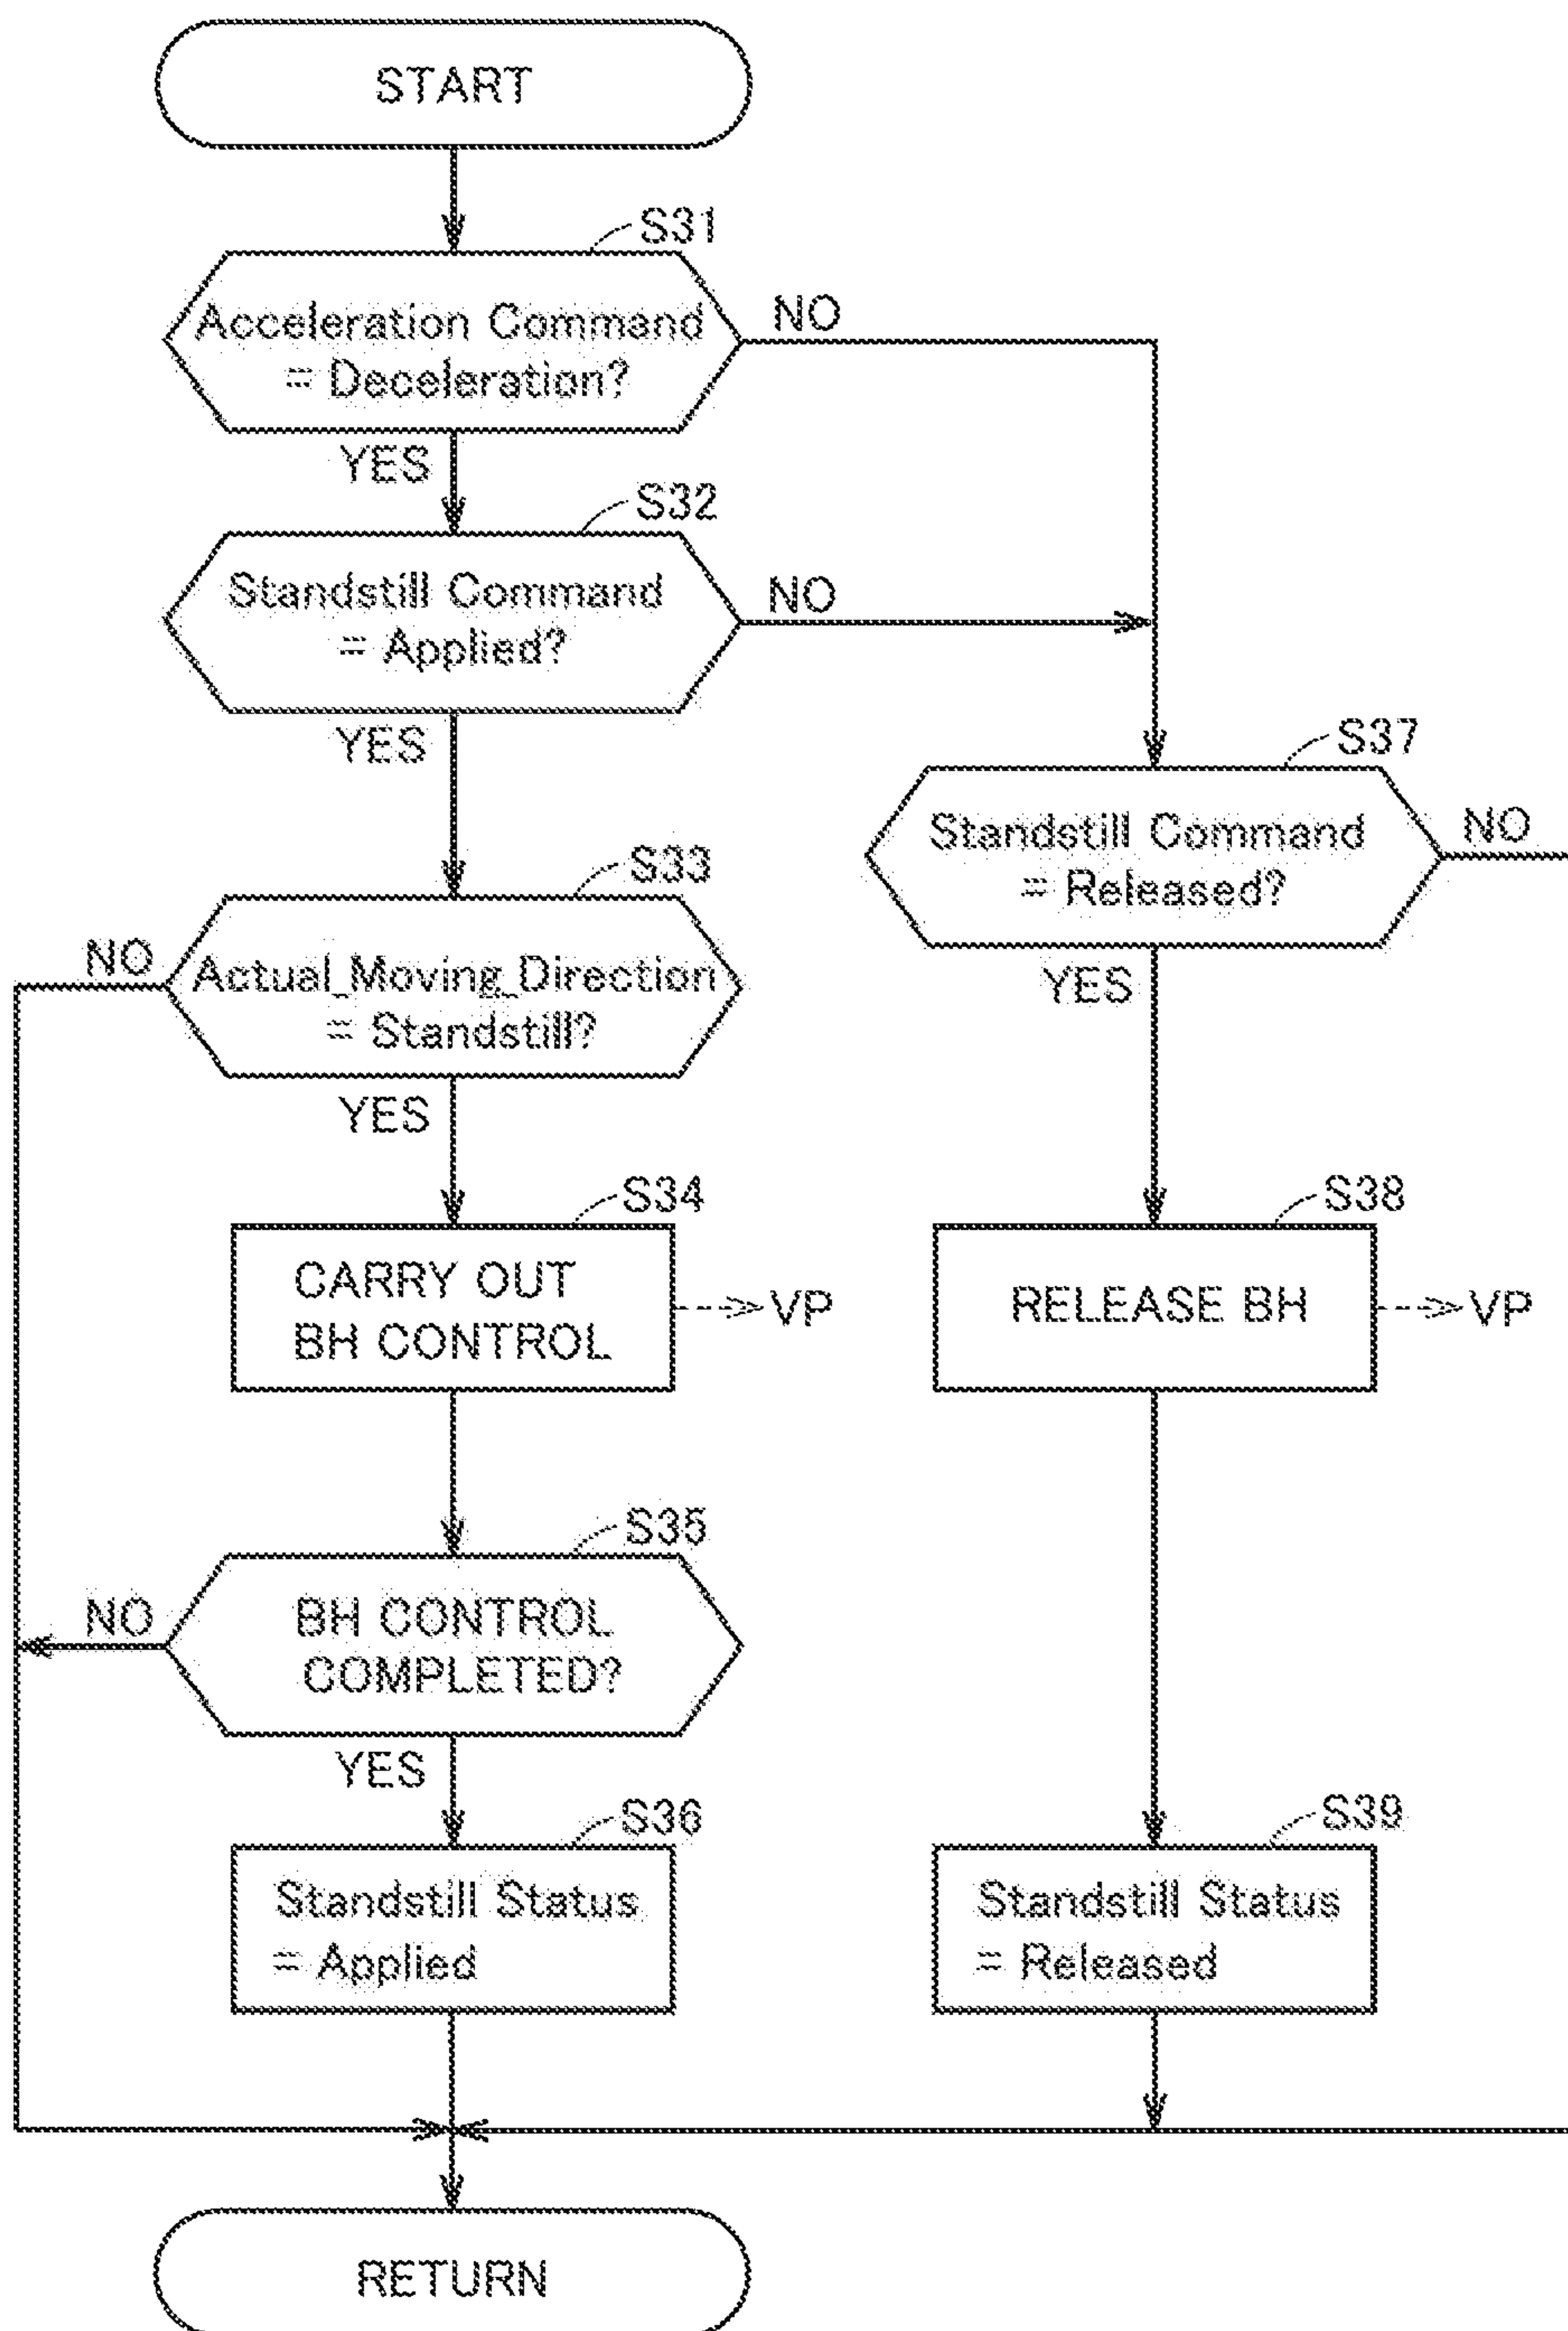 START
S31
Acceleration Command
= Deceleration?
NO
YES
S32
Standstill Command
= Applied?
NO
YES
S33
NO
Actual_Moving_Direction
= Standstill?
YES
S34
CARRY OUT
BH CONTROL
VP
S35
NO
BH CONTROL
COMPLETED?
YES
S36
Standstill Status
= Applied
S37
Standstill Command
= Released?
NO
YES
S38
RELEASE BH
VP
S39
Standstill Status
= Released
RETURN